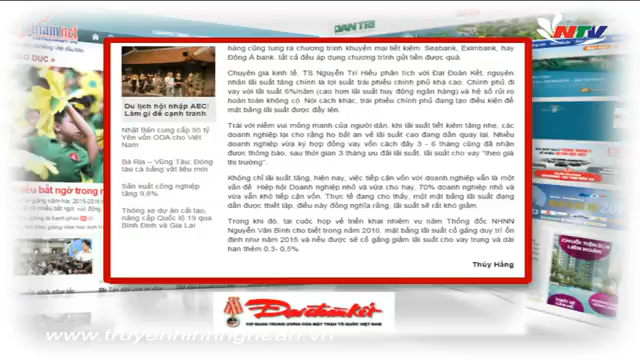 DAN TRI
NTV
Du lịch hội nhập AEC:
Làm gì để cạnh tranh
Nhật Bản cung cấp 95 tỷ
Yên vốn ODA cho Việt
Nam
Bà Rịa – Vũng Tàu: Đóng
tàu cá bằng vật liệu mới
Sản xuất công nghiệp
tăng 9,8%
Thông xe dự án cải tạo,
nâng cấp Quốc lộ 19 qua
Bình Định và Gia Lai
hàng cũng tung ra chương trình khuyến mại tiết kiệm. Seabank, Eximbank, hay
Đông Á bank. tất cả đều áp dụng chương trình gửi tiền được quà.
Chuyên gia kinh tế, TS Nguyễn Trí Hiếu phân tích với Đại Đoàn Kết, nguyên
nhân lãi suất tăng chính là lợi suất trái phiếu chính phủ khá cao. Chính phủ đi
vay với lãi suất 6%/năm (cao hơn lãi suất huy động ngân hàng) và hệ số rủi ro
hoàn toàn không có. Nói cách khác, trái phiếu chính phủ đang tạo điều kiện để
mặt bằng lãi suất được đẩy lên.
Trái với niềm vui mỏng manh của người dân, khi lãi suất tiết kiệm tăng nhẹ, các
doanh nghiệp lại cho rằng họ bất an về lãi suất cao đang dần quay lại. Nhiều
doanh nghiệp vừa ký hợp đồng vay vốn cách đây 3 - 6 tháng cũng đã nhận
được thông báo, sau thời gian 3 tháng ưu đãi lãi suất, lãi suất cho vay "theo giá
thị trường".
Không chỉ lãi suất tăng, hiện nay, việc tiếp cận vốn với doanh nghiệp vẫn là một
vấn đề. Hiệp hội Doanh nghiệp nhỏ và vừa cho hay, 70% doanh nghiệp nhỏ và
vừa vẫn khó tiếp cận vốn. Thực tế đang cho thấy, một mặt bằng lãi suất đang
dần được thiết lập, điều này đồng nghĩa rằng, lãi suất sẽ rất khó giảm.
Trong khi đó, tại cuộc họp về triển khai nhiệm vụ năm Thống đốc NHNN
Nguyễn Văn Bình cho biết trong năm 2016, mặt bằng lãi suất cố gắng duy trì ổn
định như năm 2015 và nếu được sẽ cố gắng giảm lãi suất cho vay trung và dài
hạn thêm 0,3- 0,5%.
Thúy Hằng
Đại đoàn Kết
CƠ QUAN TRUNG ƯƠNG CỦA MẶT TRẬN TỔ QUỐC VIỆT NAM
www.truyenhinhnghean.vn